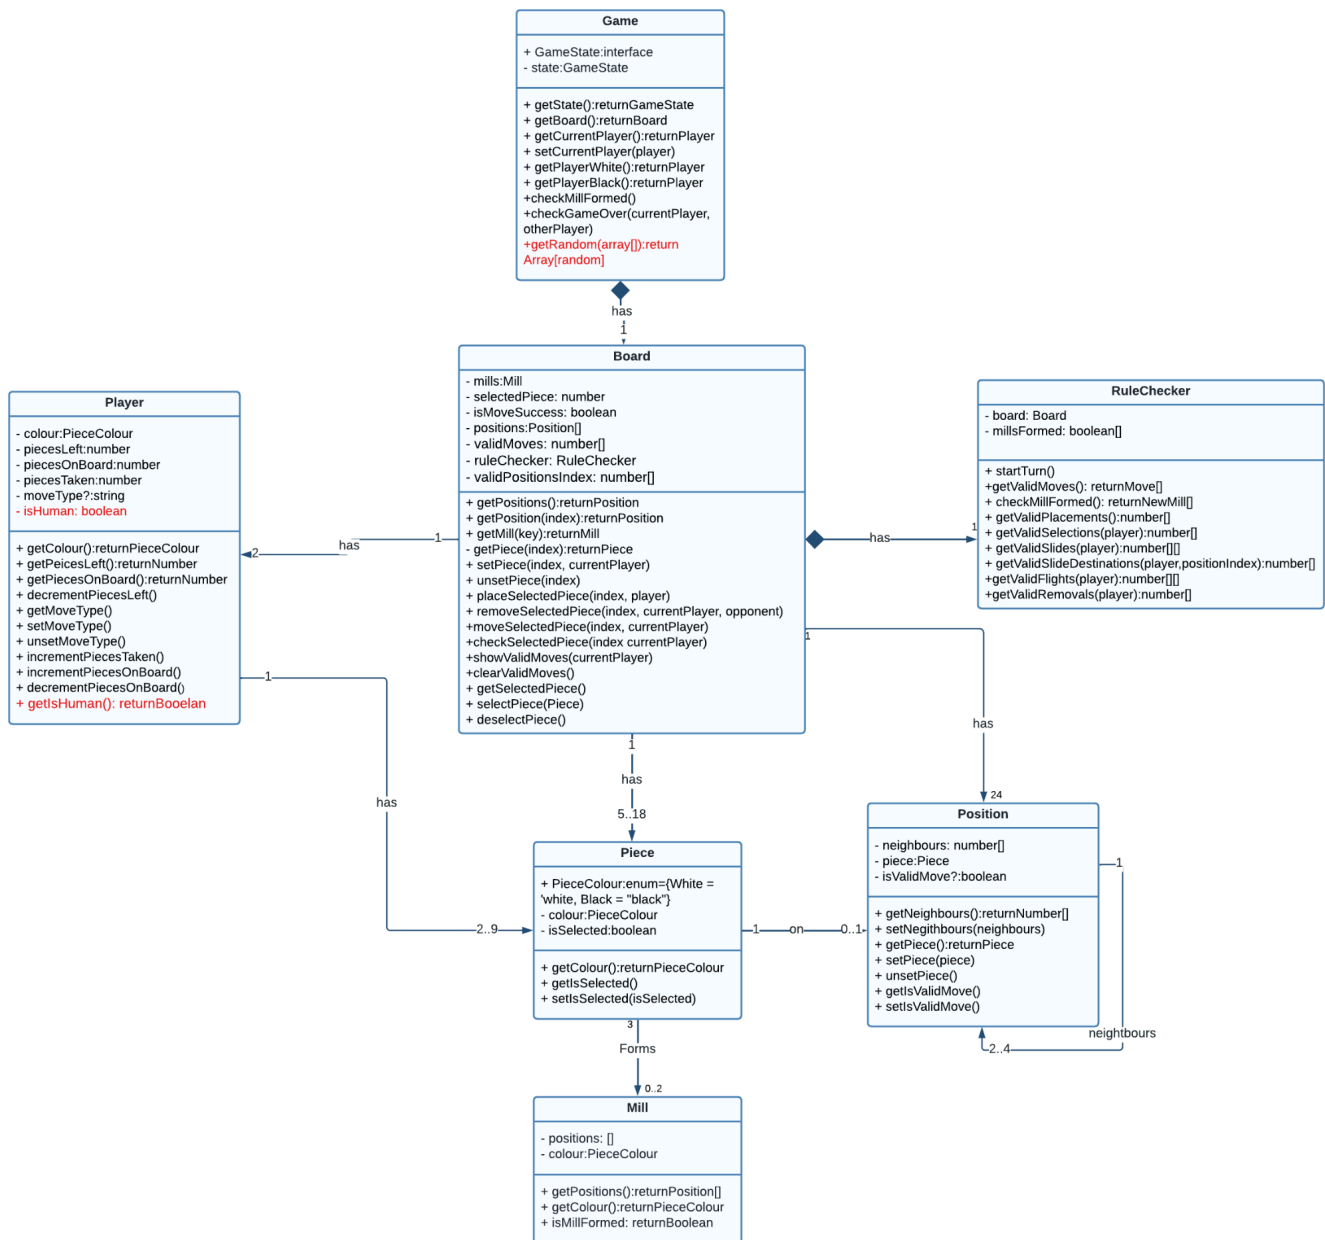 Game
+ GameState:interface
- state:GameState
+ getState():returnGameState
+ getBoard():returnBoard
+ getCurrentPlayer():returnPlayer
+ setCurrentPlayer(player)
+ getPlayerWhite():returnPlayer
+ getPlayerBlack():returnPlayer
+checkMillFormed()
+checkGameOver(currentPlayer,
otherPlayer)
+getRandom(array[]):return
Array[random]
has
1
Board
- mills:Mill
- selectedPiece: number
- isMoveSuccess: boolean
- positions:Position[]
- validMoves: number[]
- ruleChecker: RuleChecker
- validPositionsIndex: number[]
+ getPositions():returnPosition
+ getPosition(index):returnPosition
+ getMill(key):returnMill
- getPiece(index):returnPiece
+ setPiece(index, currentPlayer)
+ unsetPiece(index)
+ placeSelectedPiece(index, player)
+ removeSelectedPiece(index, currentPlayer, opponent)
+moveSelectedPiece(index, currentPlayer)
+checkSelectedPiece(index currentPlayer)
+showValidMoves(currentPlayer)
+clearValidMoves()
+ getSelectedPiece()
+ selectPiece(Piece)
+ deselectPiece()
Player
- colour:PieceColour
- piecesLeft:number
- piecesOnBoard:number
- piecesTaken:number
- moveType?:string
- isHuman: boolean
+ getColour():returnPieceColour
+ getPeicesLeft():returnNumber
+ getPiecesOnBoard():returnNumber
+ decrementPiecesLeft()
+ getMoveType()
+ setMoveType()
+ unsetMoveType()
+ incrementPiecesTaken()
+ incrementPiecesOnBoard()
+ decrementPiecesOnBoard()
+ getIsHuman(): returnBooelan
2
has
1
RuleChecker
- board: Board
- millsFormed: boolean[]
+ startTurn()
+getValidMoves(): returnMove[]
+ checkMillFormed(): returnNewMill[]
+ getValidPlacements():number[]
+ getValidSelections(player):number[]
+ getValidSlides(player):number[][]
+ getValidSlideDestinations(player,positionIndex):number[]
+getValidFlights(player):number[][]
+getValidRemovals(player):number[]
has
1
1
has
24
1
has
2..9
1
has
5..18
Piece
+ PieceColour:enum={White =
'white, Black = "black"}
- colour:PieceColour
- isSelected:boolean
+ getColour():returnPieceColour
+ getIsSelected()
+ setIsSelected(isSelected)
1
on
0..1
Position
- neighbours: number[]
- piece:Piece
- isValidMove?:boolean
+ getNeighbours():returnNumber[]
+ setNegithbours(neighbours)
+ getPiece():returnPiece
+ setPiece(piece)
+ unsetPiece()
+ getIsValidMove()
+ setIsValidMove()
1
neightbours
2..4
3
Forms
0..2
Mill
- positions: []
- colour:PieceColour
+ getPositions():returnPosition[]
+ getColour():returnPieceColour
+ isMillFormed: returnBoolean